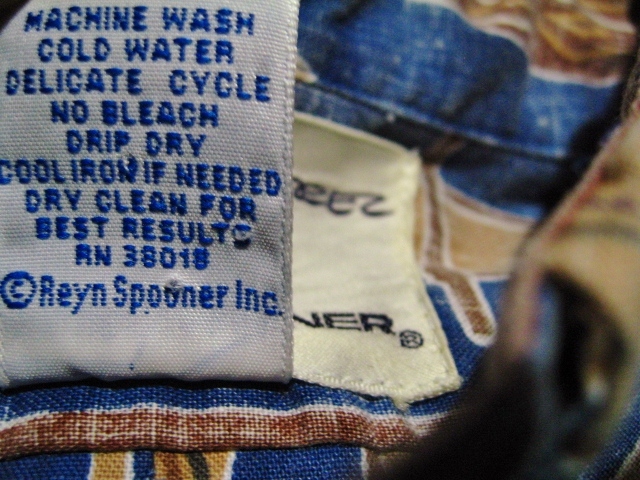 MACHINE WASH
COLD WATER
DELICATE CYCLE
NO BLEACH
DRIP DRY
COOL IRON IF NEEDED
DRY CLEAN FOR
BEST RESULTS
RN 38018
©Reyn Spooner Inc.
NER®